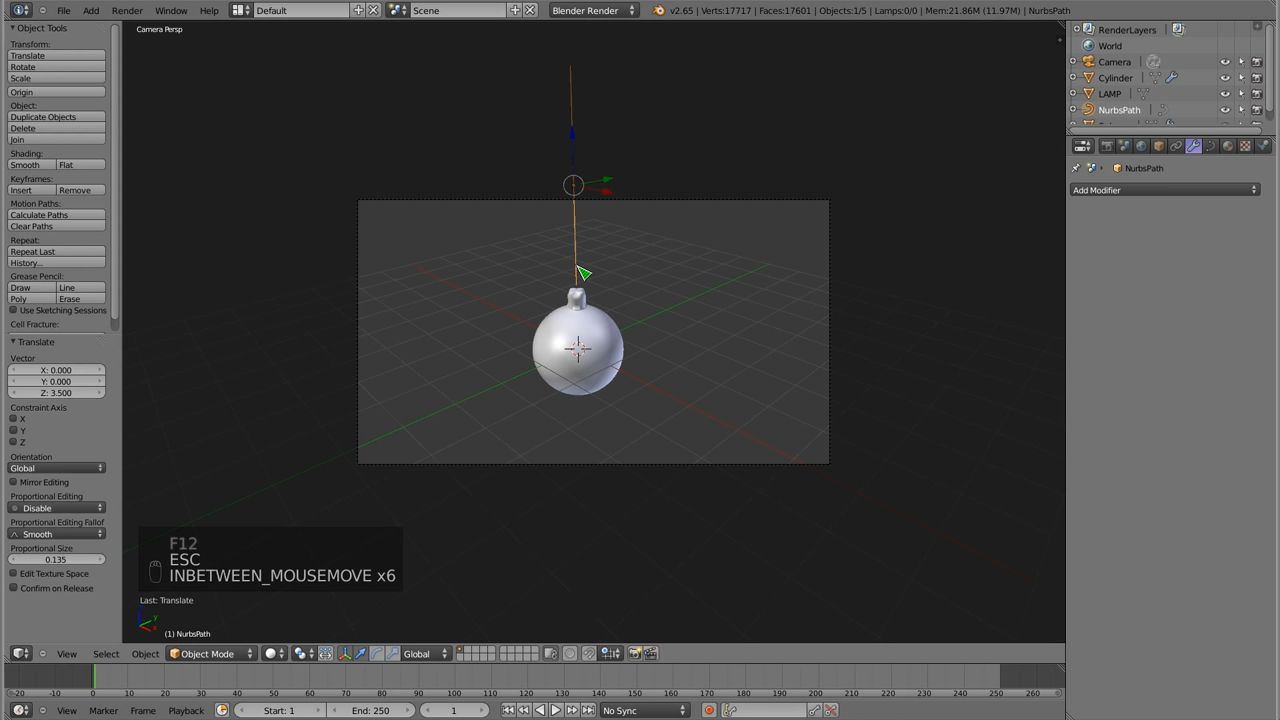 File Add Render Window Help Default Scene Blender Render v2.65 | Verts:17717 | Faces:17601 | Objects:1/5 | Lamps:0/0 | Mem:21.86M (11.97M) | NurbsPath
Object Tools
Transform:
Translate
Rotate
Scale
Origin
Object:
Duplicate Objects
Delete
Join
Shading:
Smooth Flat
Keyframes:
Insert Remove
Motion Paths:
Calculate Paths
Clear Paths
Repeat:
Repeat Last
History...
Grease Pencil:
Draw Line
Poly Erase
Use Sketching Sessions
Cell Fracture:
Translate
Vector
X: 0.000
Y: 0.000
Z: 3.500
Constraint Axis
X
Y
Z
Orientation
Global
Mirror Editing
Proportional Editing
Disable
Proportional Editing Fallof
Smooth
Proportional Size
0.135
Edit Texture Space
Confirm on Release
Camera Persp
F12
ESC
INBETWEEN_MOUSEMOVE x6
Last: Translate
z
y
x
(1) NurbsPath
RenderLayers
World
Camera
Cylinder
LAMP
NurbsPath
NurbsPath
Add Modifier
View Select Object Object Mode Global
-20 -10 0 10 20 30 40 50 60 70 80 90 100 110 120 130 140 150 160 170 180 190 200 210 220 230 240 250 260
View Marker Frame Playback Start: 1 End: 250 1 No Sync